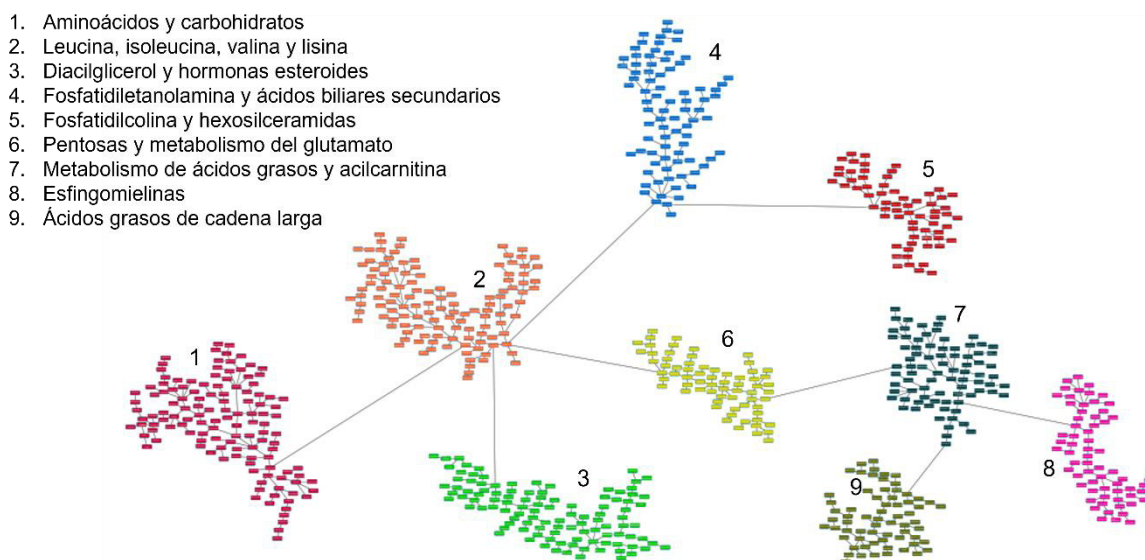 1. Aminoácidos y carbohidratos
2. Leucina, isoleucina, valina y lisina
3. Diacilglicerol y hormonas esteroides
4. Fosfatidiletanolamina y ácidos biliares secundarios
5. Fosfatidilcolina y hexosilceramidas
6. Pentosas y metabolismo del glutamato
7. Metabolismo de ácidos grasos y acilcarnitina
8. Esfingomielinas
9. Ácidos grasos de cadena larga
4
5
2
7
6
1
8
3
9